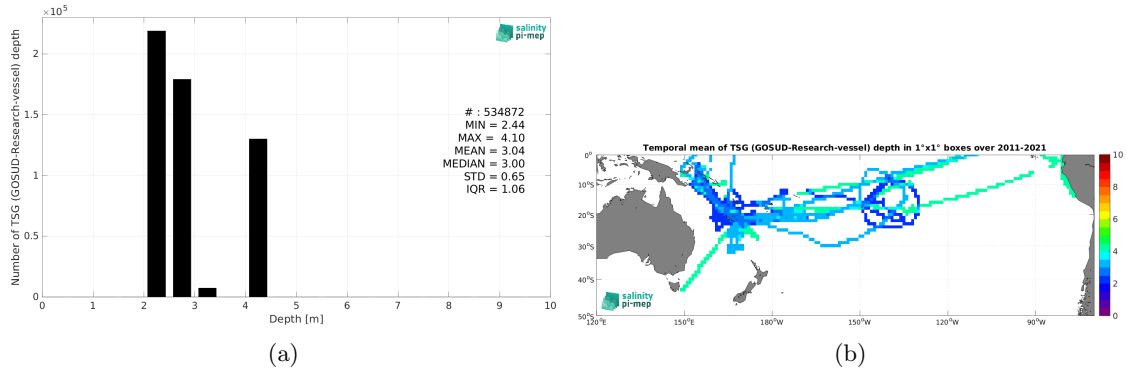 ×10⁵
Number of TSG (GOSUD-Research-vessel) depth
2
1.5
1
0.5
0
salinity
pi-mep
# : 534872
MIN = 2.44
MAX = 4.10
MEAN = 3.04
MEDIAN = 3.00
STD = 0.65
IQR = 1.06
0 1 2 3 4 5 6 7 8 9 10
Depth [m]
(a)
Temporal mean of TSG (GOSUD-Research-vessel) depth in 1°x1° boxes over 2011-2021
0°
10°S
20°S
30°S
40°S
50°S
120°E 150°E 180°W 150°W 120°W 90°W
salinity
pi-mep
10
8
6
4
2
0
(b)